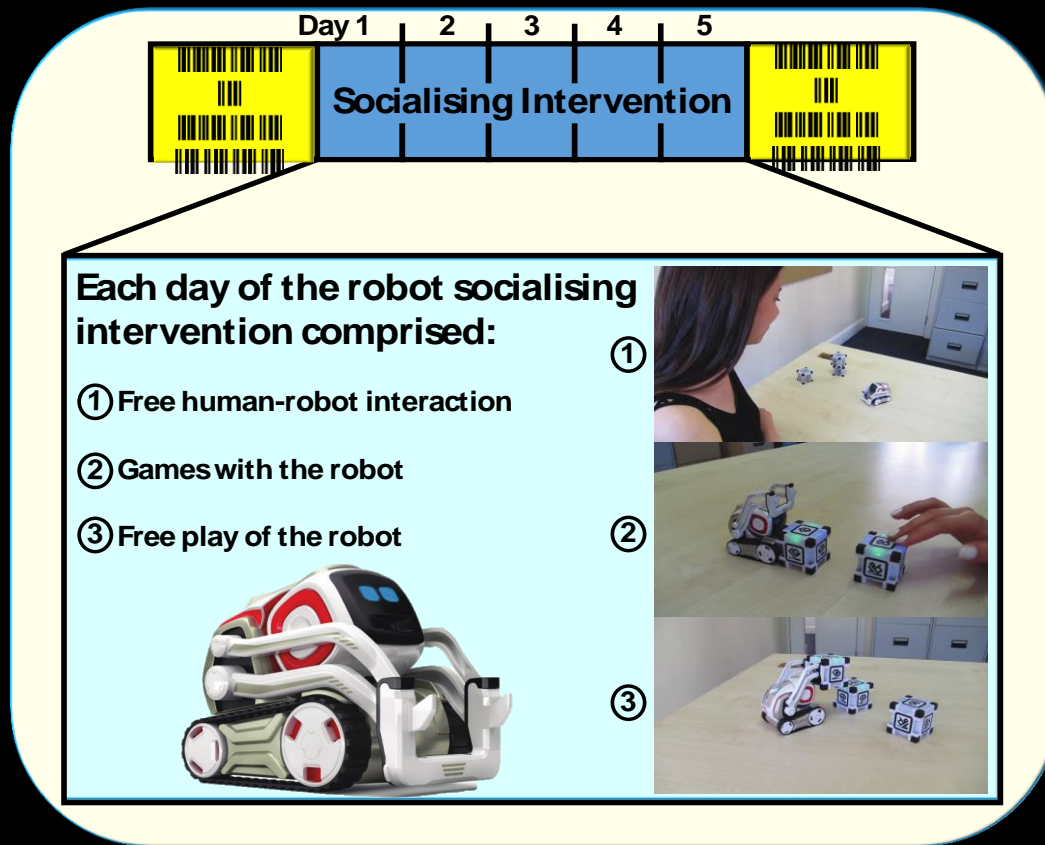 Day 1 2 3 4 5
Socialising Intervention
Each day of the robot socialising
intervention comprised:
1 Free human-robot interaction
2 Games with the robot
3 Free play of the robot
1
2
3